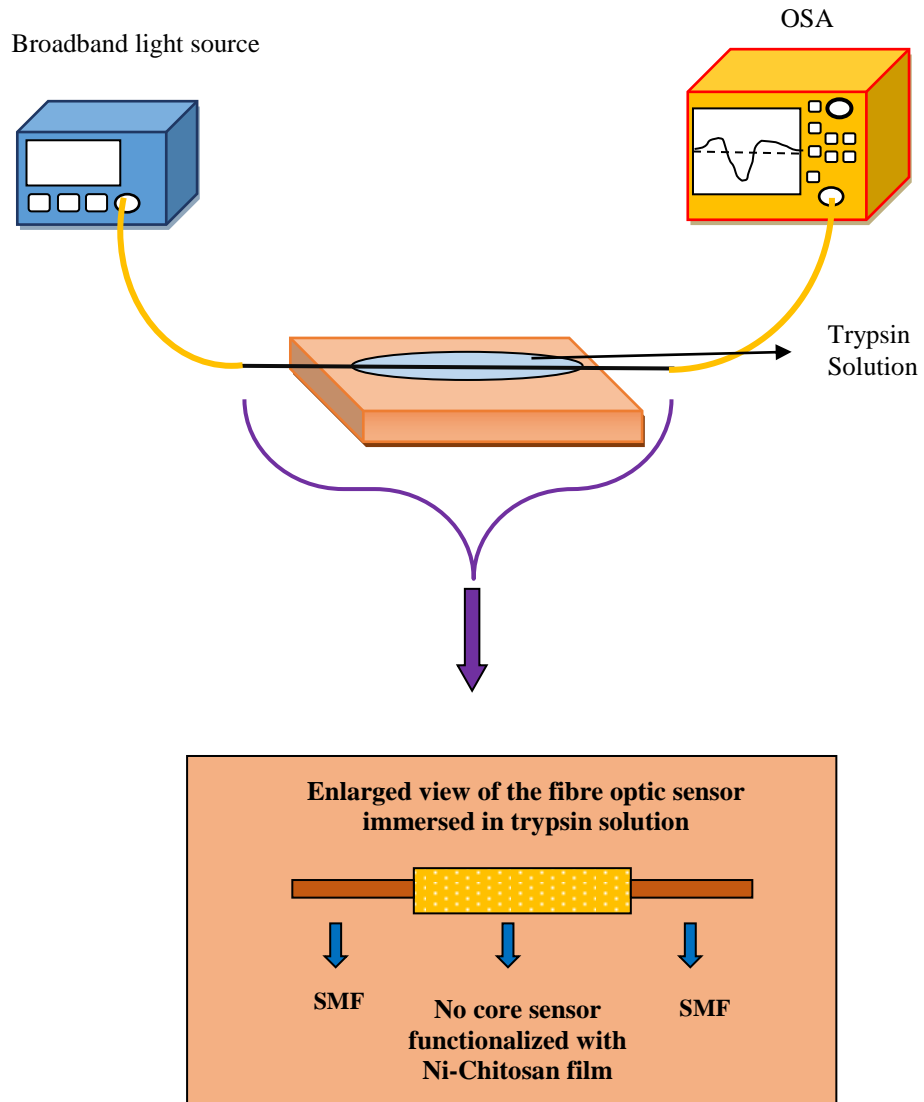 OSA
Broadband light source
Trypsin
Solution
Enlarged view of the fibre optic sensor
immersed in trypsin solution
SMF
No core sensor
functionalized with
Ni-Chitosan film
SMF